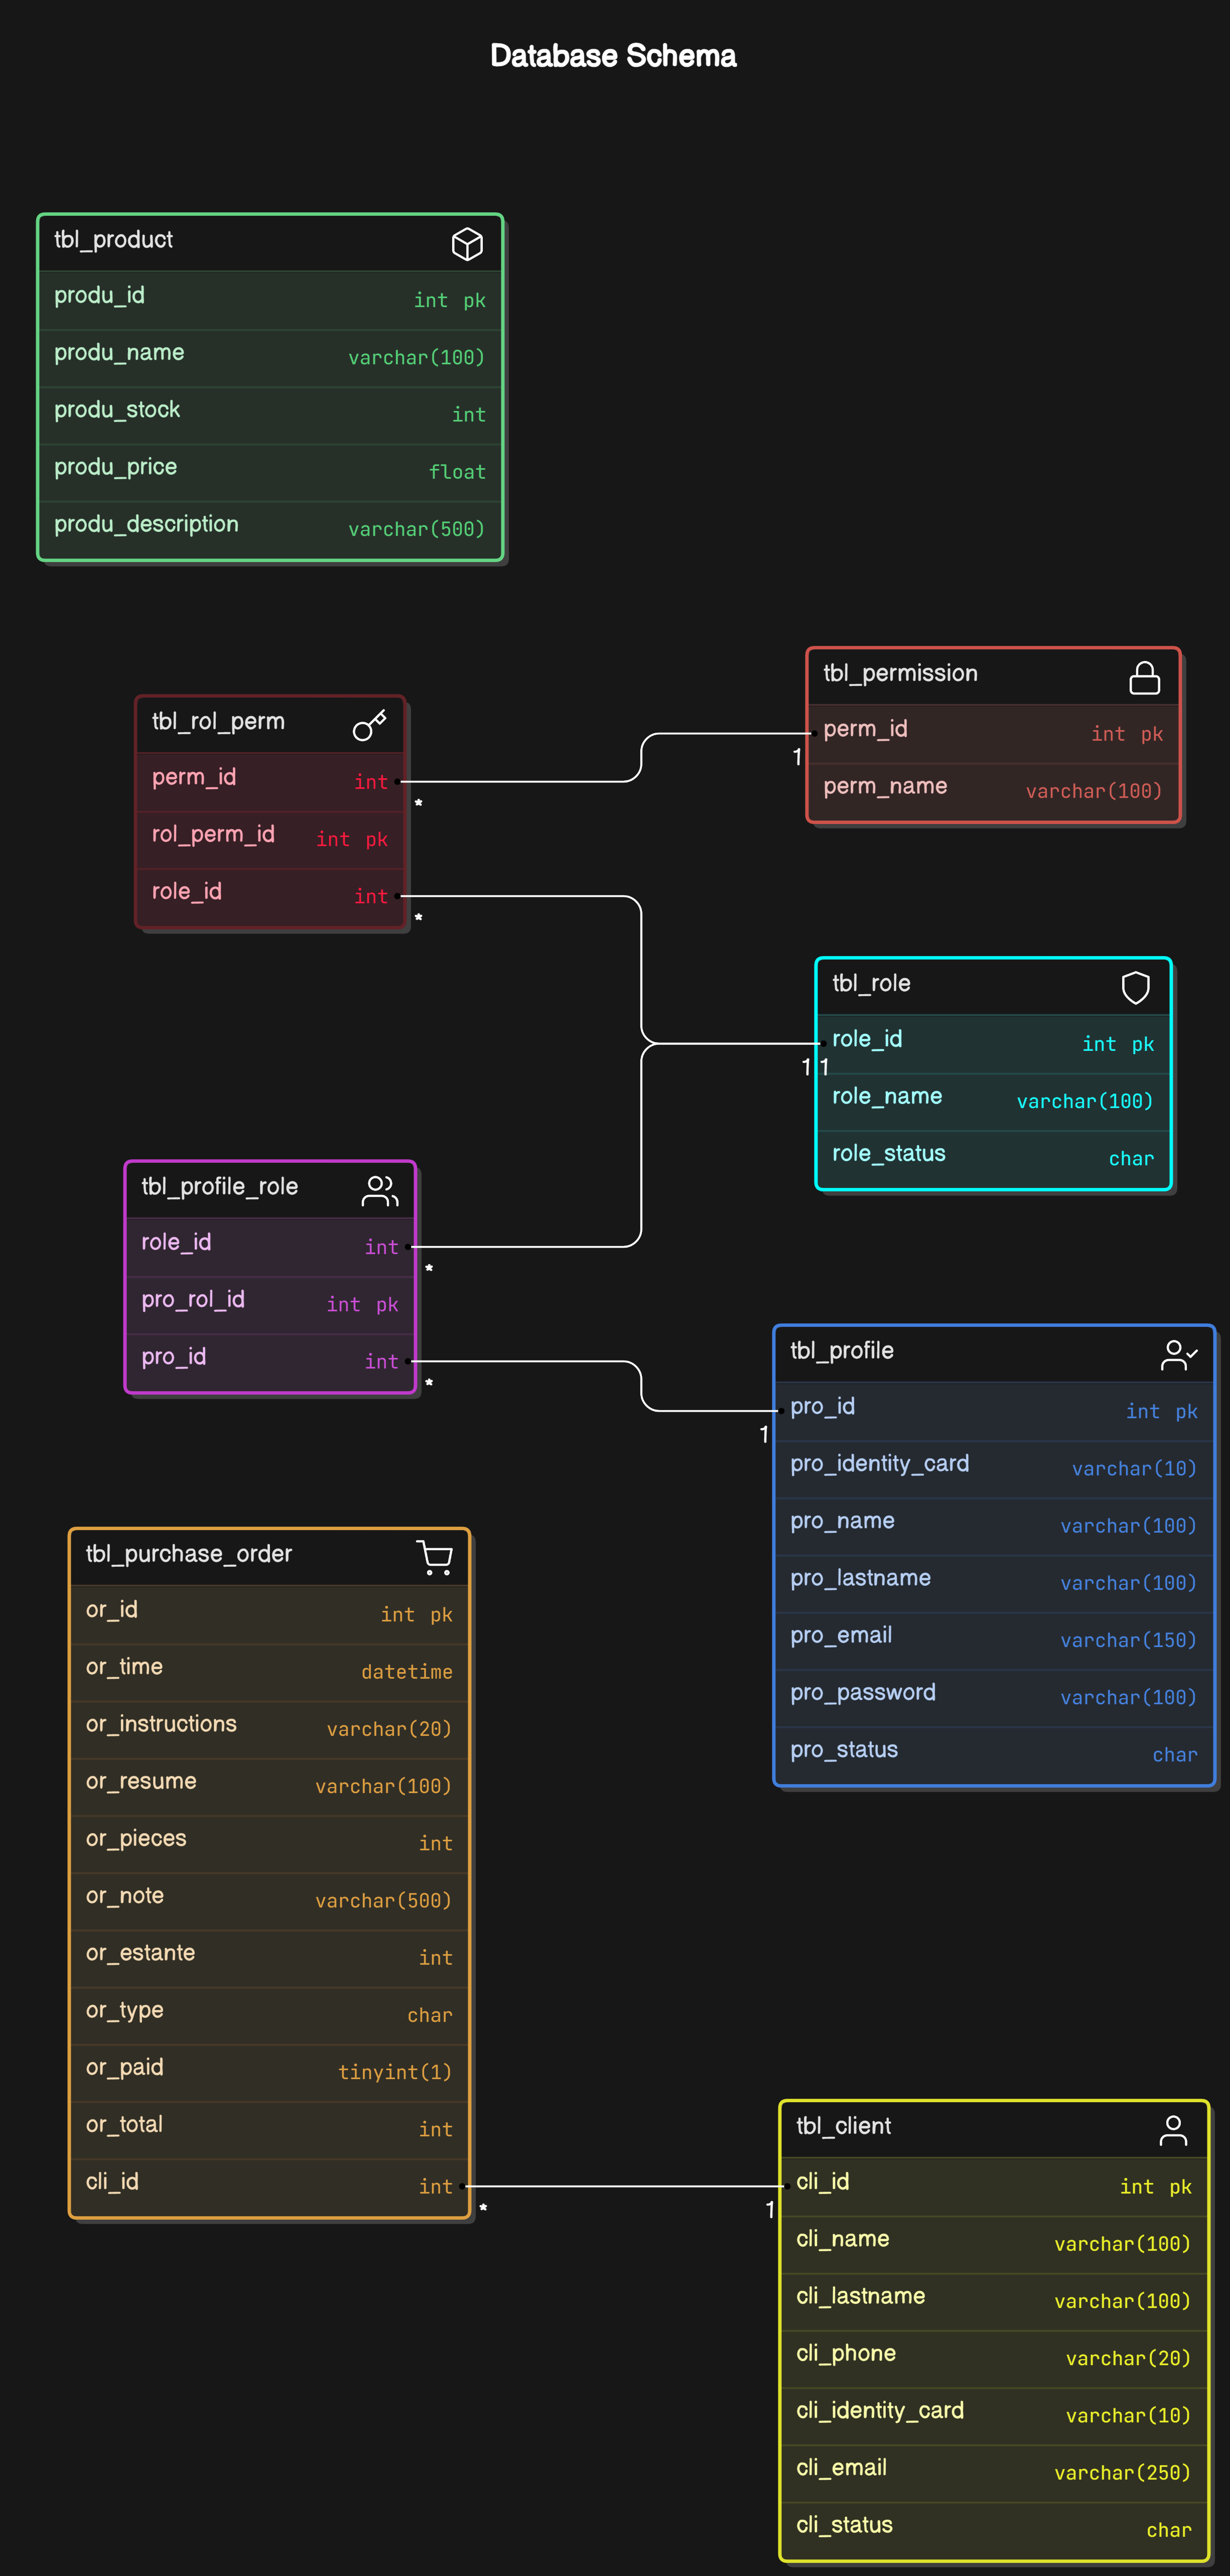 Database Schema
tbl_product
produ_id int pk
produ_name varchar(100)
produ_stock int
produ_price float
produ_description varchar(500)
tbl_permission
perm_id int pk
1
perm_name varchar(100)
tbl_rol_perm
perm_id int
*
rol_perm_id int pk
role_id int
*
tbl_role
role_id int pk
1 1
role_name varchar(100)
role_status char
tbl_profile_role
role_id int
*
pro_rol_id int pk
pro_id int
*
tbl_profile
pro_id int pk
1
pro_identity_card varchar(10)
pro_name varchar(100)
pro_lastname varchar(100)
pro_email varchar(150)
pro_password varchar(100)
pro_status char
tbl_purchase_order
or_id int pk
or_time datetime
or_instructions varchar(20)
or_resume varchar(100)
or_pieces int
or_note varchar(500)
or_estante int
or_type char
or_paid tinyint(1)
or_total int
cli_id int
*
tbl_client
cli_id int pk
1
cli_name varchar(100)
cli_lastname varchar(100)
cli_phone varchar(20)
cli_identity_card varchar(10)
cli_email varchar(250)
cli_status char